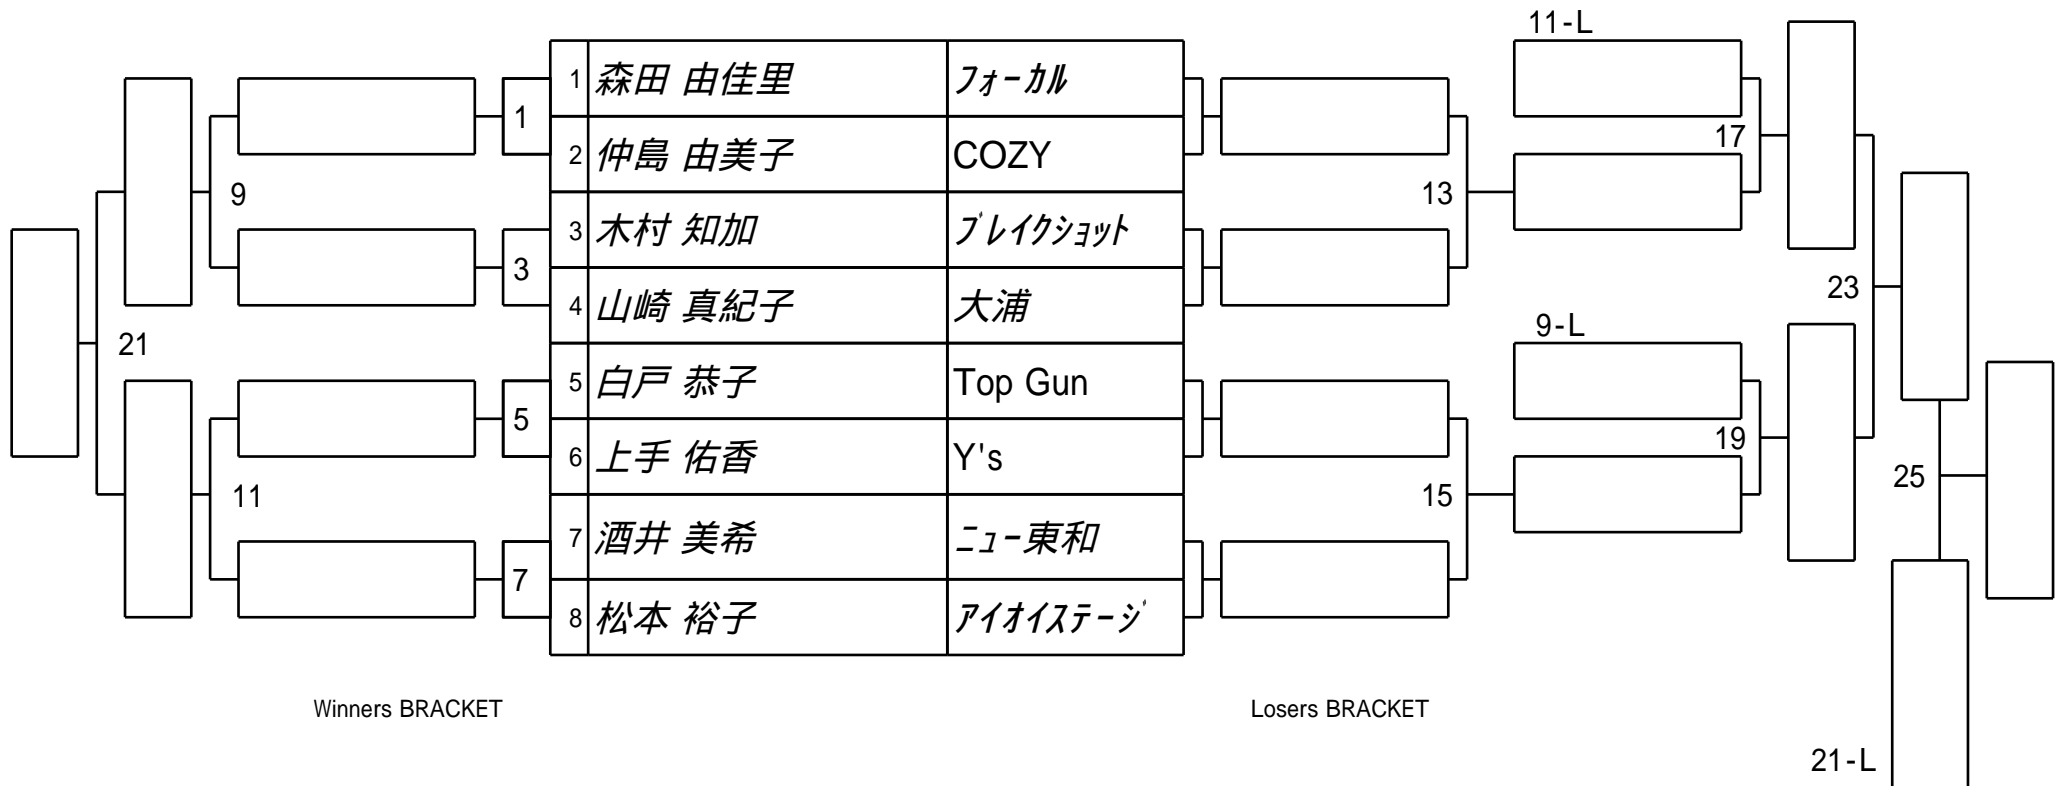 11-L
1 森田 由佳里 フォーカル
1
2 仲島 由美子 COZY
17
9
13
3 木村 知加 ブレイクショット
3
4 山崎 真紀子 大浦
23
9-L
21
5 白戸 恭子 Top Gun
5
19
6 上手 佑香 Y's
25
11
15
7 酒井 美希 ニュー東和
7
8 松本 裕子 アイオイステージ
Winners BRACKET
Losers BRACKET
21-L